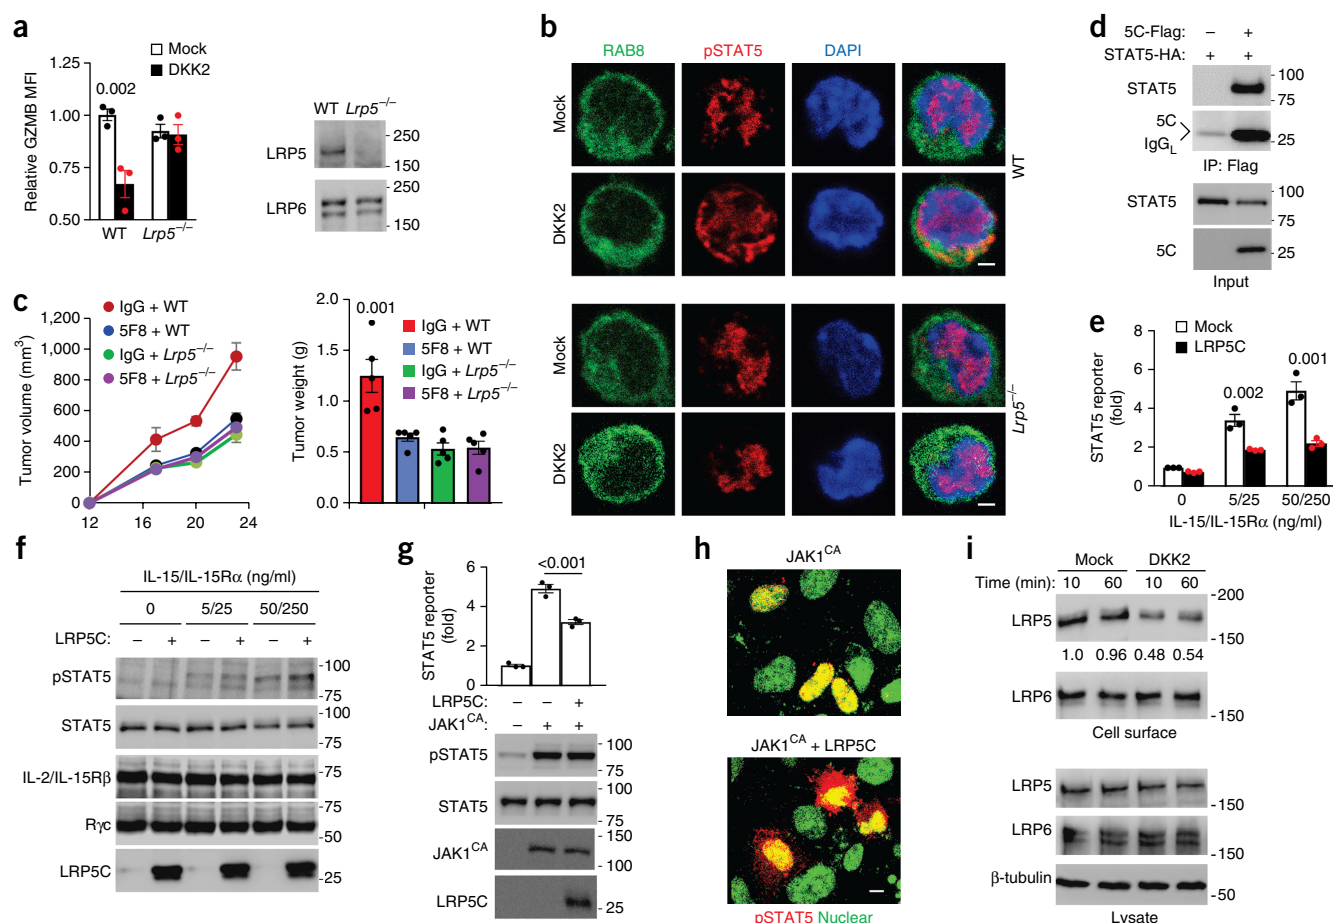 a
Mock
DKK2
1.25
1.00
0.75
0.50
Relative GZMB MFI
0.002
WT
Lrp5–/–
WT Lrp5–/–
LRP5
250
150
LRP6
250
150
b
RAB8
pSTAT5
DAPI
Mock
DKK2
WT
Mock
DKK2
Lrp5–/–
c
IgG + WT
5F8 + WT
IgG + Lrp5–/–
5F8 + Lrp5–/–
Tumor volume (mm3)
1,200
1,000
800
600
400
200
0
12
16
20
24
Tumor weight (g)
2.0
1.5
1.0
0.5
0.0
0.001
IgG + WT
5F8 + WT
IgG + Lrp5–/–
5F8 + Lrp5–/–
d
5C-Flag: – +
STAT5-HA: + +
STAT5
100
75
5C
IgGL
25
IP: Flag
STAT5
100
75
5C
25
Input
e
Mock
LRP5C
STAT5 reporter
(fold)
8
6
4
2
0
0.002
0.001
0
5/25
50/250
IL-15/IL-15Rα (ng/ml)
f
IL-15/IL-15Rα (ng/ml)
0
5/25
50/250
LRP5C: – + – + – +
pSTAT5
100
75
STAT5
100
75
IL-2/IL-15Rβ
75
Rγc
75
50
LRP5C
25
g
STAT5 reporter
(fold)
6
4
2
0
<0.001
LRP5C: – – +
JAK1CA: – + +
pSTAT5
100
75
STAT5
100
75
JAK1CA
150
100
LRP5C
25
h
JAK1CA
JAK1CA + LRP5C
pSTAT5 Nuclear
i
Mock
DKK2
Time (min): 10 60 10 60
LRP5
200
150
1.0 0.96 0.48 0.54
LRP6
150
Cell surface
LRP5
150
LRP6
150
β-tubulin
50
Lysate